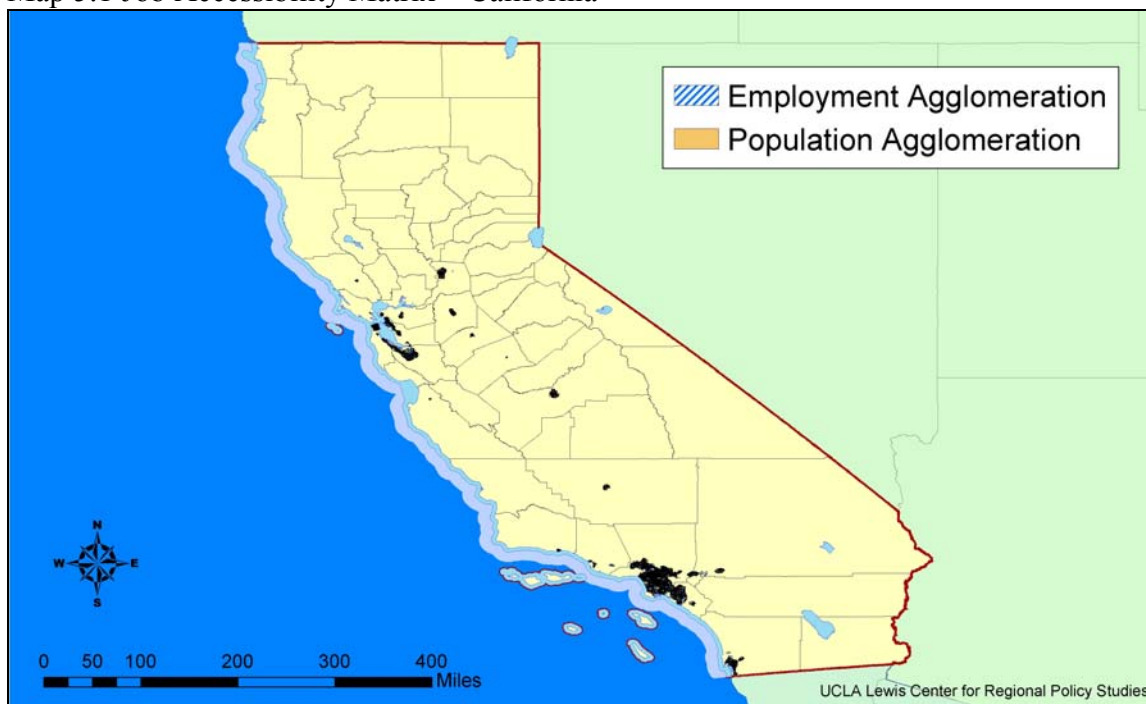 Employment Agglomeration
Population Agglomeration
N
W E
S
0 50 100 200 300 400
Miles
UCLA Lewis Center for Regional Policy Studies